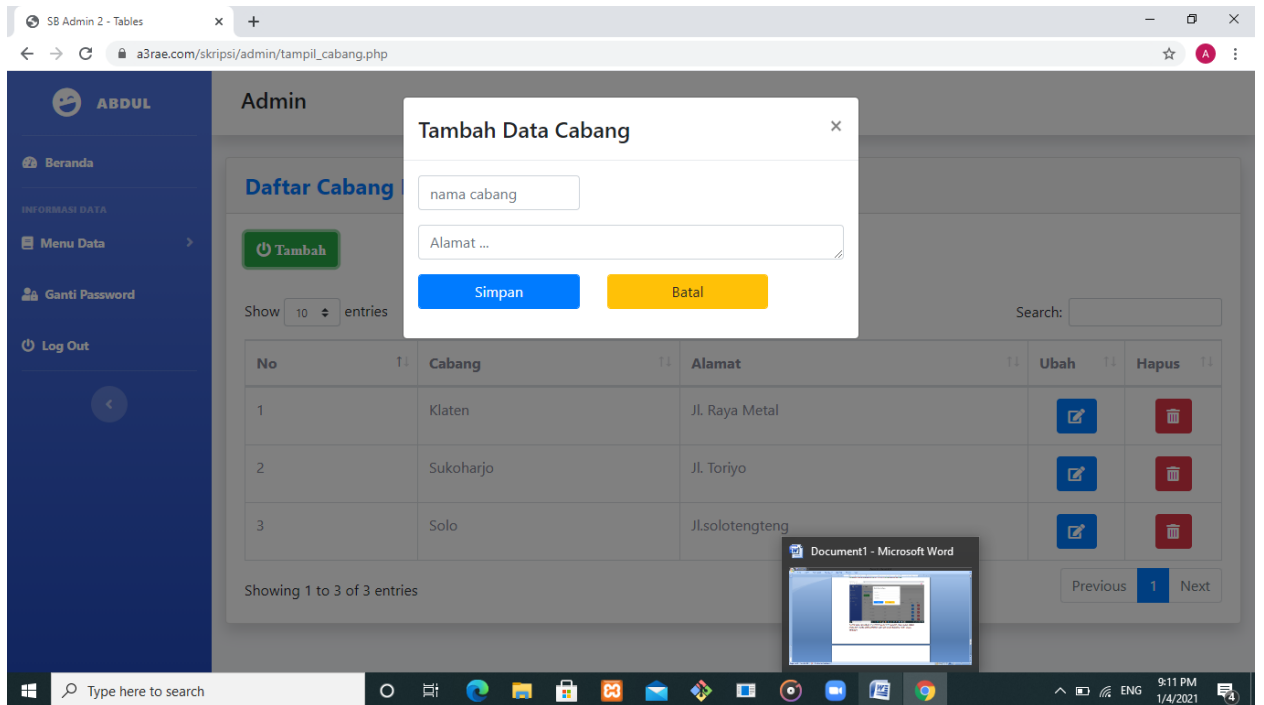 SB Admin 2 - Tables
a3rae.com/skripsi/admin/tampil_cabang.php
A
ABDUL
Beranda
INFORMASI DATA
Menu Data
Ganti Password
Log Out
Admin
Daftar Cabang
Tambah
Show 10 entries
Search:
Tambah Data Cabang
×
nama cabang
Alamat ...
Simpan Batal
No Cabang Alamat Ubah Hapus
1 Klaten Jl. Raya Metal
2 Sukoharjo Jl. Toriyo
3 Solo Jl.solotengteng
Showing 1 to 3 of 3 entries
Previous 1 Next
Document1 - Microsoft Word
Type here to search
ENG
9:11 PM
1/4/2021
4